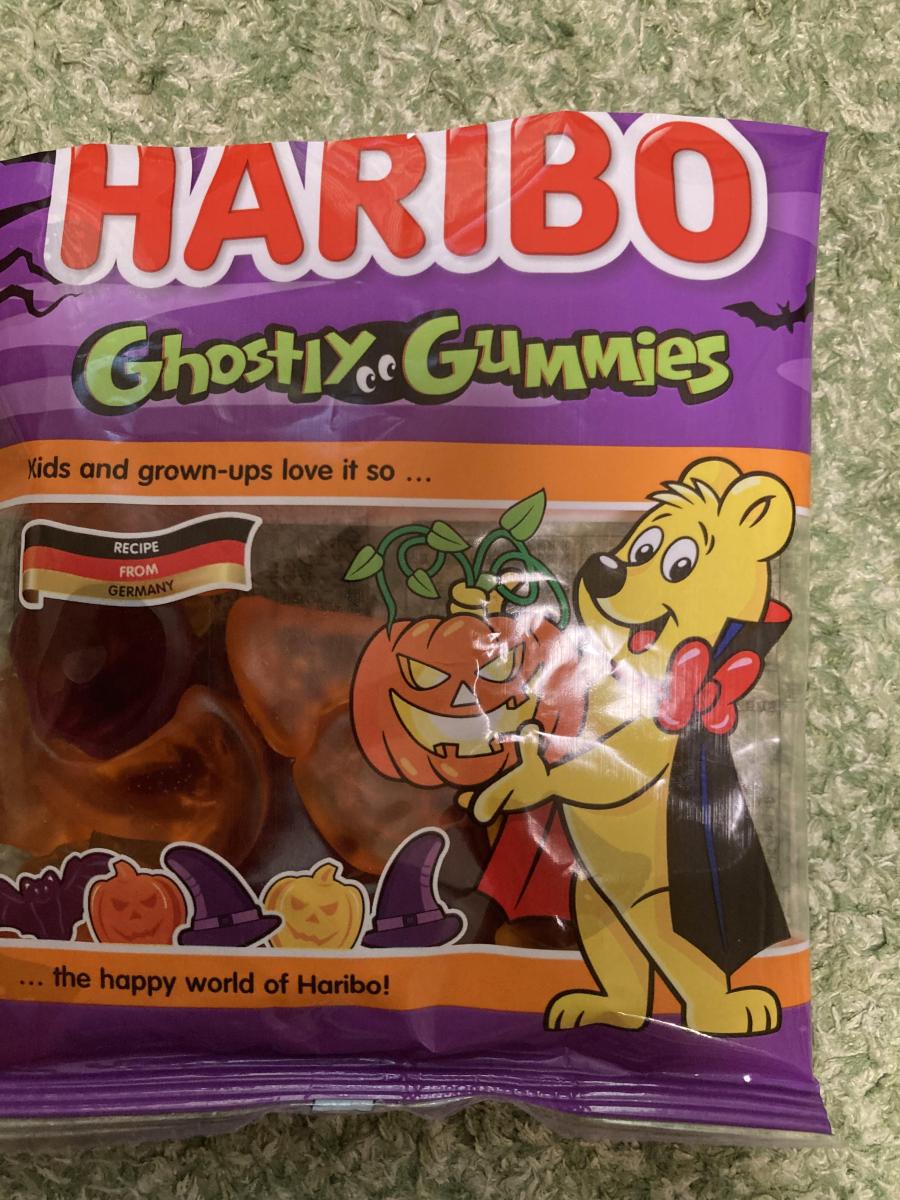 HARIBO
Ghostly Gummies
Kids and grown-ups love it so ...
RECIPE
FROM
GERMANY
... the happy world of Haribo!